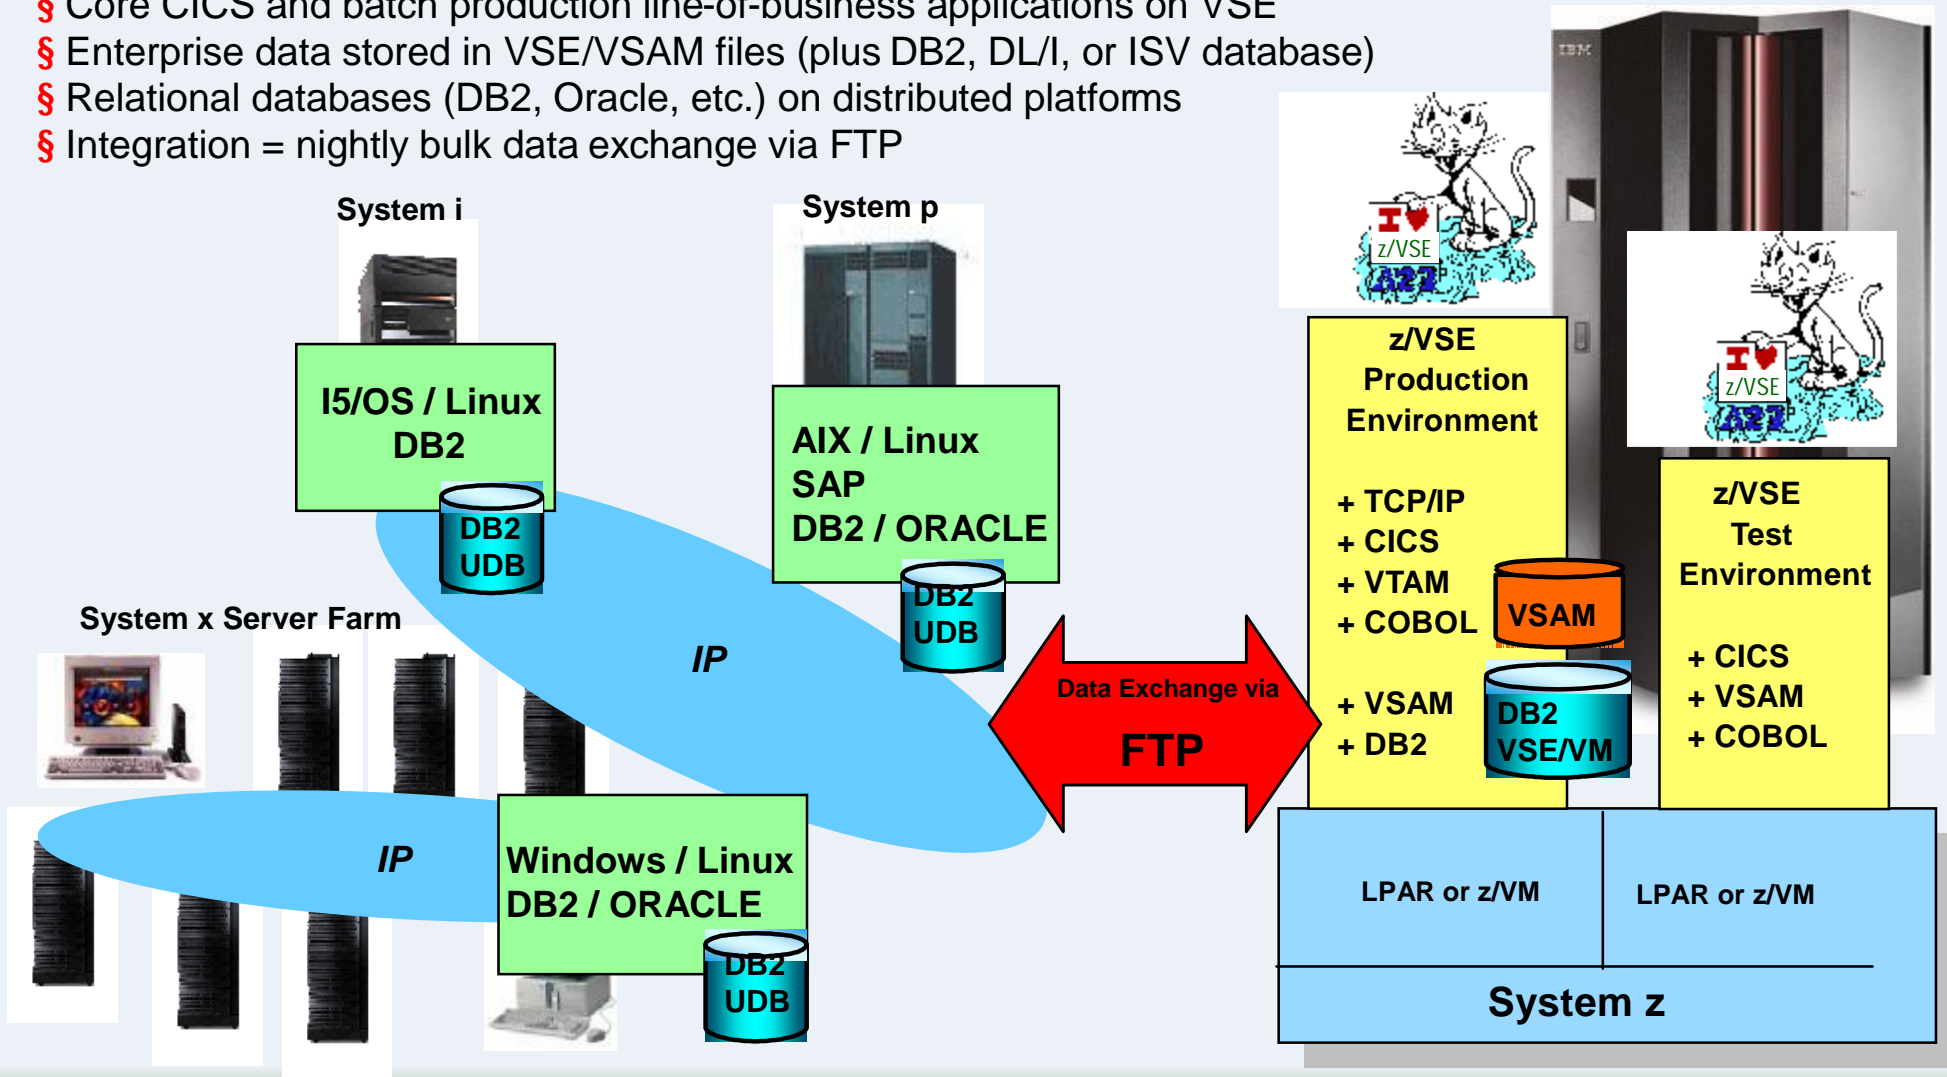 § Core CICS and batch production line-of-business applications on VSE
§ Enterprise data stored in VSE/VSAM files (plus DB2, DL/I, or ISV database)
§ Relational databases (DB2, Oracle, etc.) on distributed platforms
§ Integration = nightly bulk data exchange via FTP
System i
I5/OS / Linux
DB2
DB2
UDB
System p
AIX / Linux
SAP
DB2 / ORACLE
DB2
UDB
System x Server Farm
IP
IP
Windows / Linux
DB2 / ORACLE
DB2
UDB
Data Exchange via
FTP
IBM
I ♥
z/VSE
z/VSE
Production
Environment
+ TCP/IP
+ CICS
+ VTAM
+ COBOL
+ VSAM
+ DB2
VSAM
DB2
VSE/VM
I ♥
z/VSE
z/VSE
Test
Environment
+ CICS
+ VSAM
+ COBOL
LPAR or z/VM
LPAR or z/VM
System z